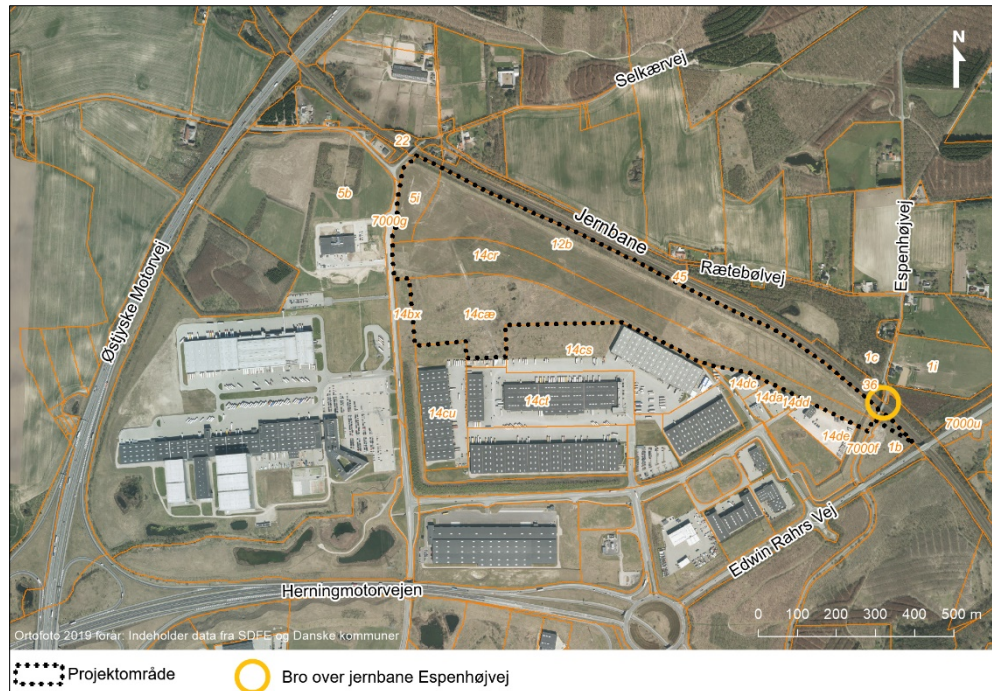 N
Selkærvej
22
5b
5i
7000g
Jernbane
12b
14cr
Rætebølvej
45
Espenhøjvej
Østjyske Motorvej
14bx
14cæ
14cs
1c
1i
36
14dc
14da
14dd
14ct
14cu
14de
7000f
1b
7000u
Edwin Rahrs Vej
Herningmotorvejen
0 100 200 300 400 500 m
Ortofoto 2019 forår. Indeholder data fra SDFE og Danske kommuner
Projektområde
Bro over jernbane Espenhøjvej